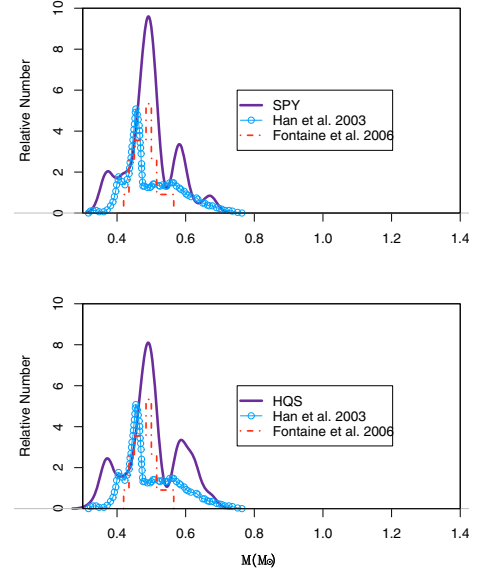 10
8
6
4
2
0
Relative Number
SPY
Han et al. 2003
Fontaine et al. 2006
0.4 0.6 0.8 1.0 1.2 1.4
10
8
6
4
2
0
Relative Number
HQS
Han et al. 2003
Fontaine et al. 2006
0.4 0.6 0.8 1.0 1.2 1.4
M(M⊙)